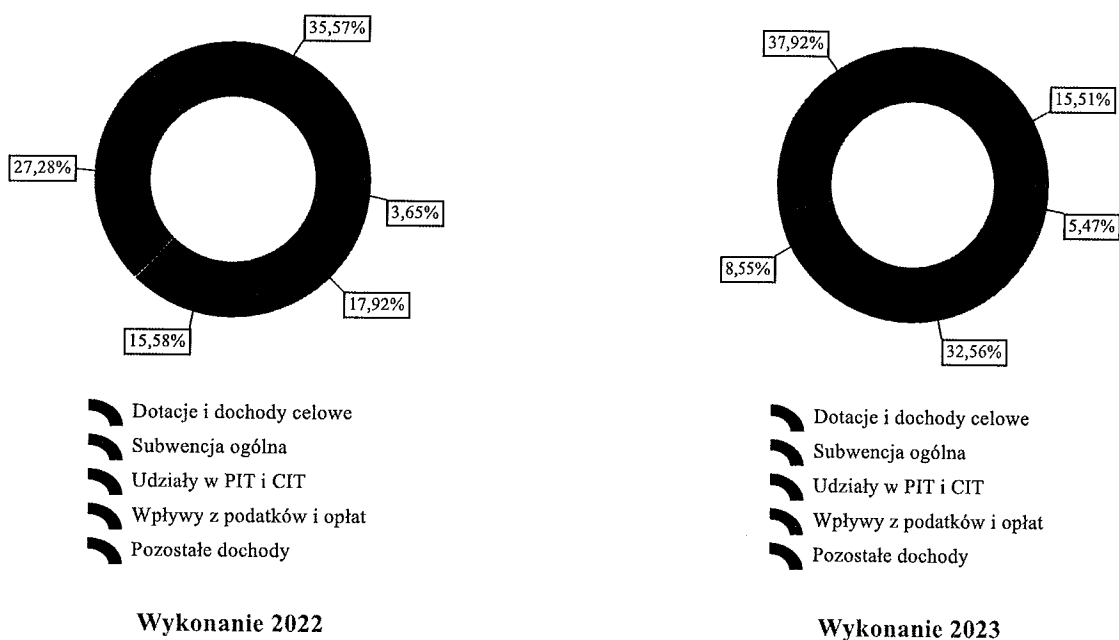 35,57%
27,28%
3,65%
17,92%
15,58%
Dotacje i dochody celowe
Subwencja ogólna
Udziały w PIT i CIT
Wpływy z podatków i opłat
Pozostałe dochody
Wykonanie 2022
37,92%
15,51%
5,47%
8,55%
32,56%
Dotacje i dochody celowe
Subwencja ogólna
Udziały w PIT i CIT
Wpływy z podatków i opłat
Pozostałe dochody
Wykonanie 2023